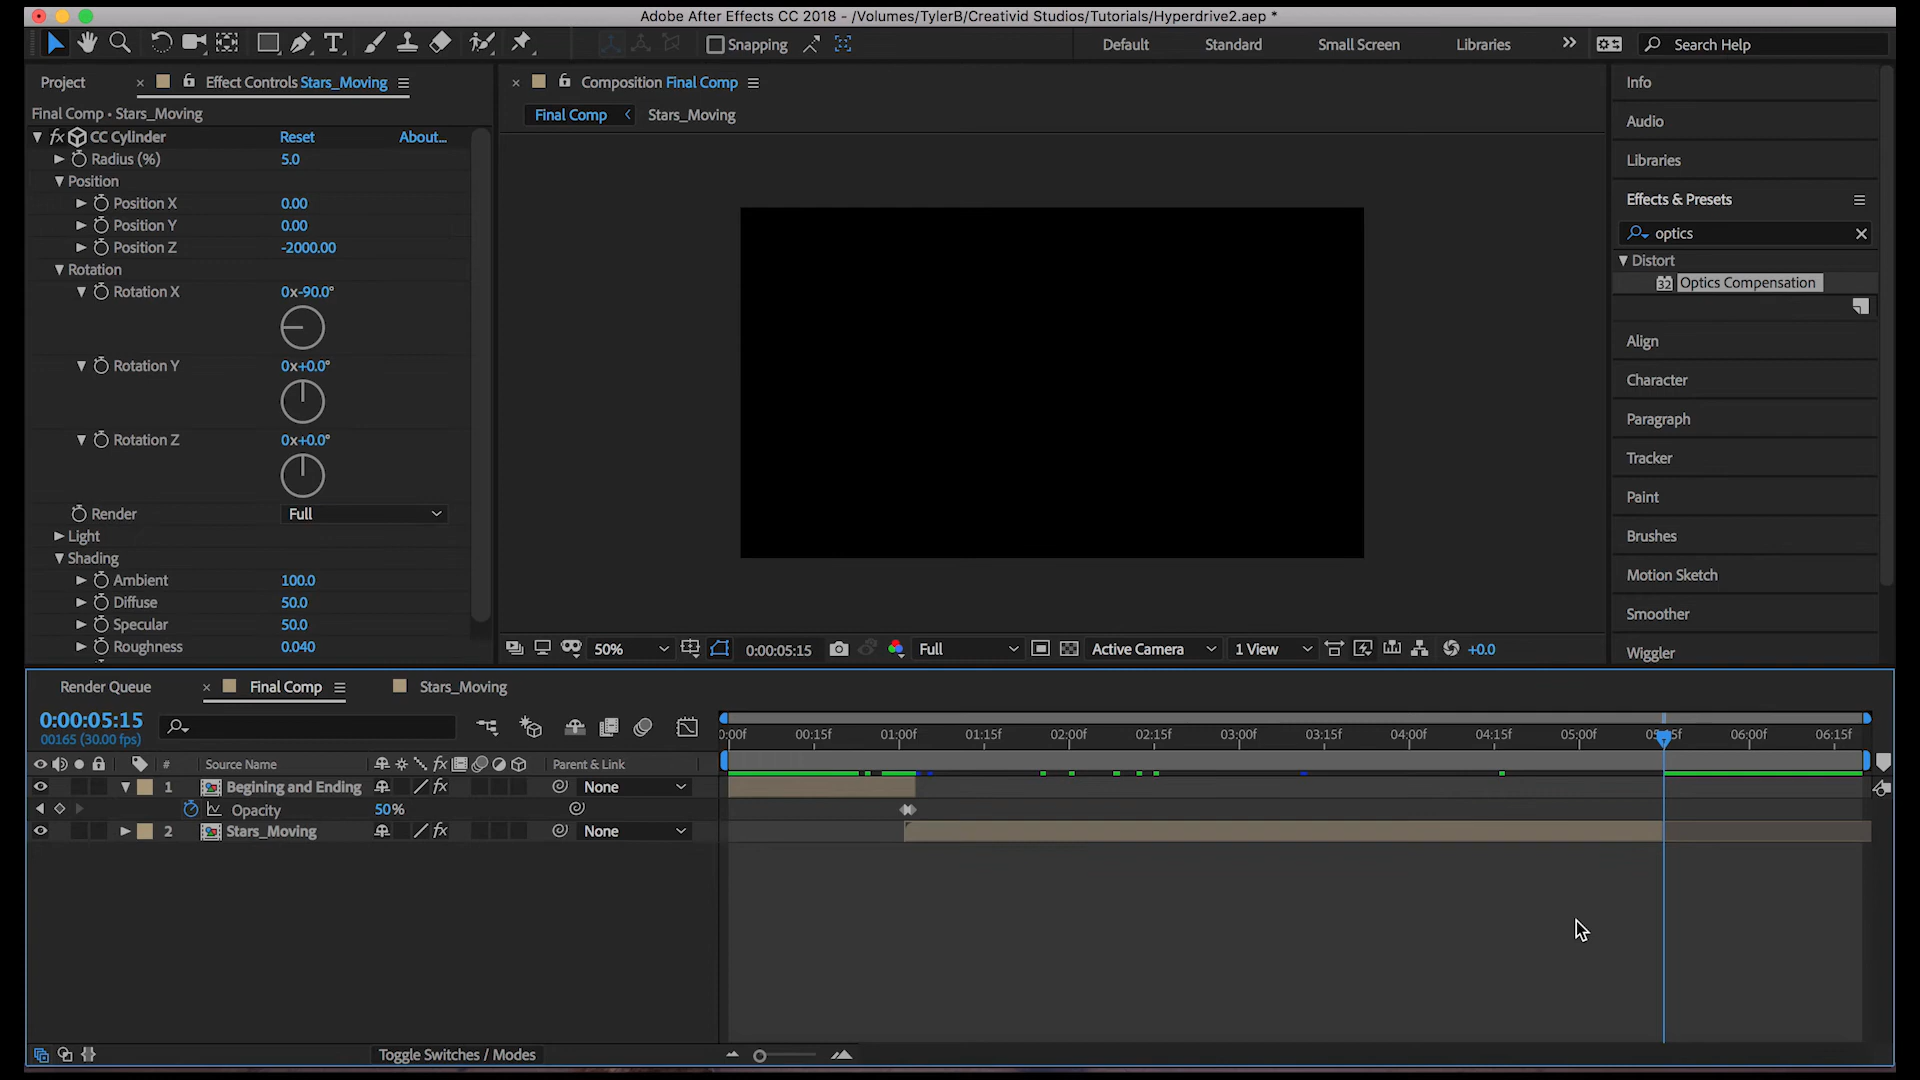 Adobe After Effects CC 2018 - /Volumes/TylerB/Creativid Studios/Tutorials/Hyperdrive2.aep *
T Snapping Default Standard Small Screen Libraries Search Help
Project Effect Controls Stars_Moving
Composition Final Comp
Final Comp • Stars_Moving
Final Comp Stars_Moving
fx CC Cylinder Reset About...
Radius (%) 5.0
Position
Position X 0.00
Position Y 0.00
Position Z -2000.00
Rotation
Rotation X 0x-90.0°
Rotation Y 0x+0.0°
Rotation Z 0x+0.0°
Render Full
Light
Shading
Ambient 100.0
Diffuse 50.0
Specular 50.0
Roughness 0.040
50% 0:00:05:15 Full Active Camera 1 View +0.0
Info
Audio
Libraries
Effects & Presets
optics
Distort
32 Optics Compensation
Align
Character
Paragraph
Tracker
Paint
Brushes
Motion Sketch
Smoother
Wiggler
Render Queue Final Comp Stars_Moving
0:00:05:15
00165 (30.00 fps)
00f 00:15f 01:00f 01:15f 02:00f 02:15f 03:00f 03:15f 04:00f 04:15f 05:00f 06:00f 06:15f
# Source Name fx Parent & Link
1 Begining and Ending fx None
Opacity 50%
2 Stars_Moving fx None
Toggle Switches / Modes